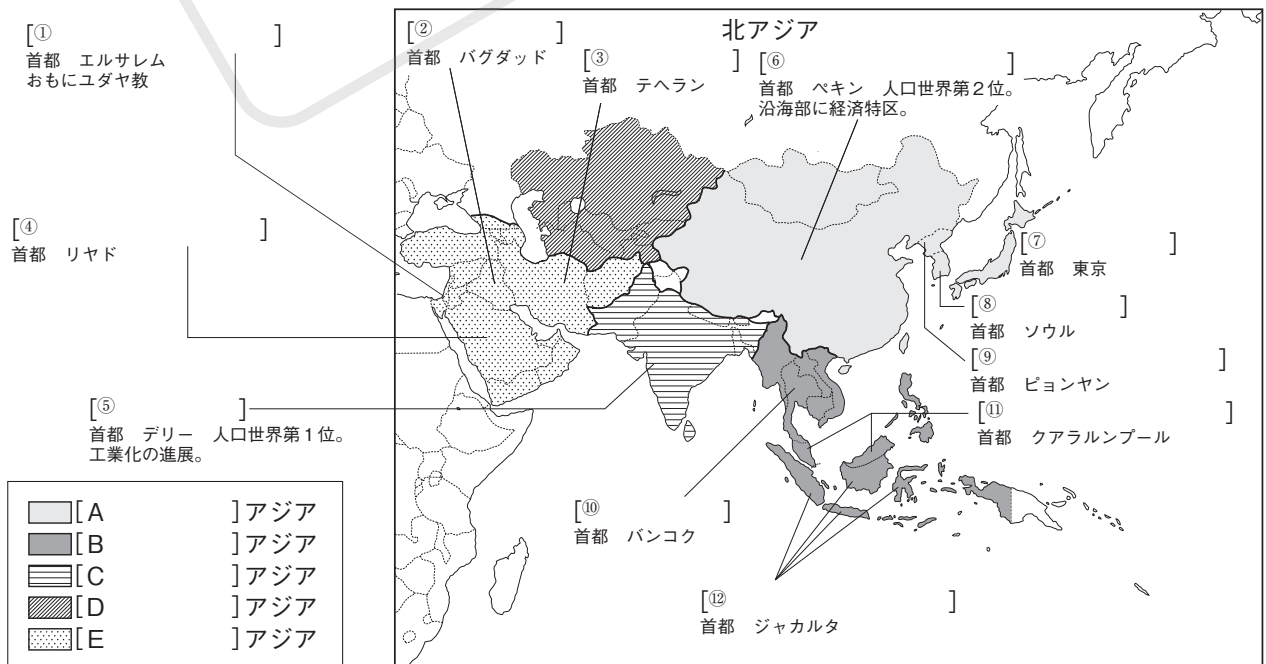 [① ]
首都 エルサレム
おもにユダヤ教
[② ]
首都 バグダッド
北アジア
[③ ]
首都 テヘラン
[⑥ ]
首都 ペキン 人口世界第2位。
沿海部に経済特区。
[④ ]
首都 リヤド
[⑦ ]
首都 東京
[⑧ ]
首都 ソウル
[⑨ ]
首都 ピョンヤン
[⑤ ]
首都 デリー 人口世界第1位。
工業化の進展。
[⑪ ]
首都 クアラルンプール
[⑩ ]
首都 バンコク
[⑫ ]
首都 ジャカルタ
[A ]アジア
[B ]アジア
[C ]アジア
[D ]アジア
[E ]アジア